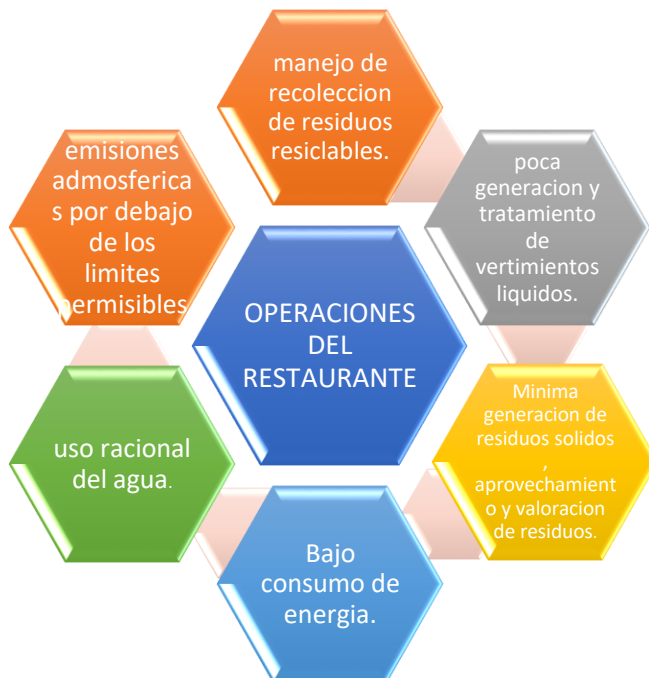 manejo de
recoleccion
de residuos
resiclables.
poca
generacion y
tratamiento
de
vertimientos
liquidos.
Minima
generacion de
residuos solidos
,
aprovechamient
o y valoracion
de residuos.
Bajo
consumo de
energia.
uso racional
del agua.
emisiones
admosferica
s por debajo
de los
limites
permisibles
OPERACIONES
DEL
RESTAURANTE